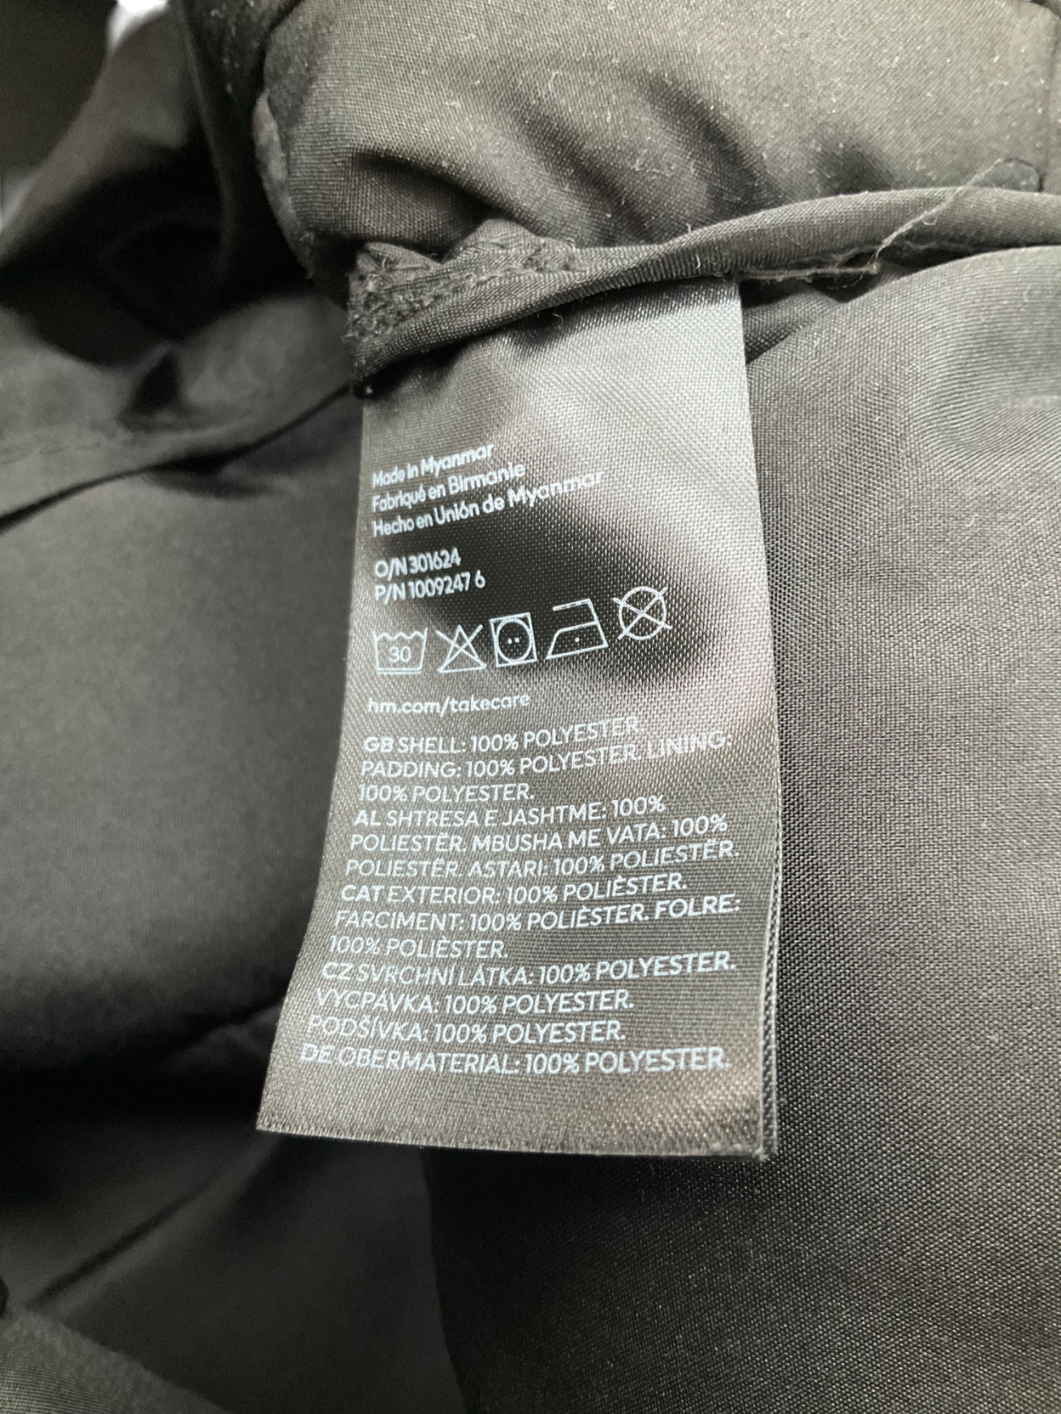 Made in Myanmar
Fabriqué en Birmanie
Hecho en Unión de Myanmar
O/N 301624
P/N 1009247 6
30
hm.com/takecare
GB SHELL: 100% POLYESTER.
PADDING: 100% POLYESTER. LINING:
100% POLYESTER.
AL SHTRESA E JASHTME: 100%
POLIESTËR. MBUSHA ME VATA: 100%
POLIESTËR. ASTARI: 100% POLIESTËR.
CAT EXTERIOR: 100% POLIÈSTER.
FARCIMENT: 100% POLIÈSTER. FOLRE:
100% POLIÈSTER.
CZ SVRCHNÍ LÁTKA: 100% POLYESTER.
VYCPÁVKA: 100% POLYESTER.
PODŠÍVKA: 100% POLYESTER.
DE OBERMATERIAL: 100% POLYESTER.